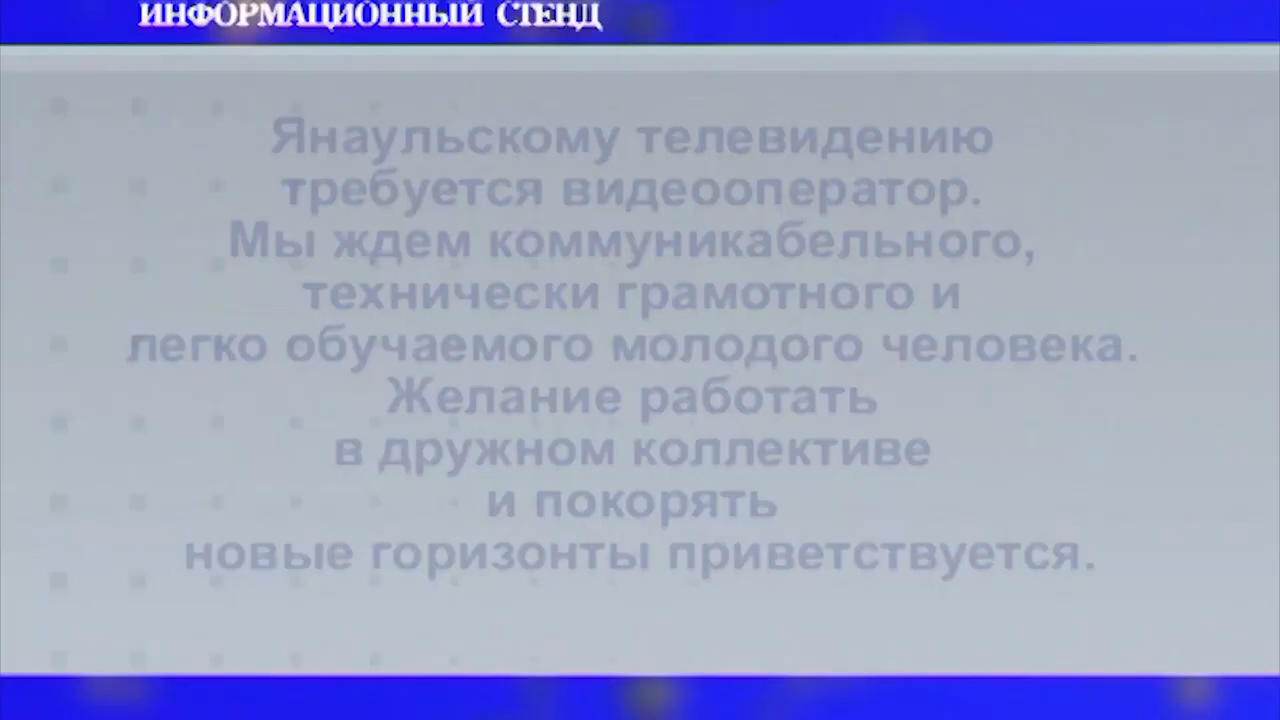 ИНФОРМАЦИОННЫЙ СТЕНД
Янаульскому телевидению
требуется видеооператор.
Мы ждем коммуникабельного,
технически грамотного и
легко обучаемого молодого человека.
Желание работать
в дружном коллективе
и покорять
новые горизонты приветствуется.